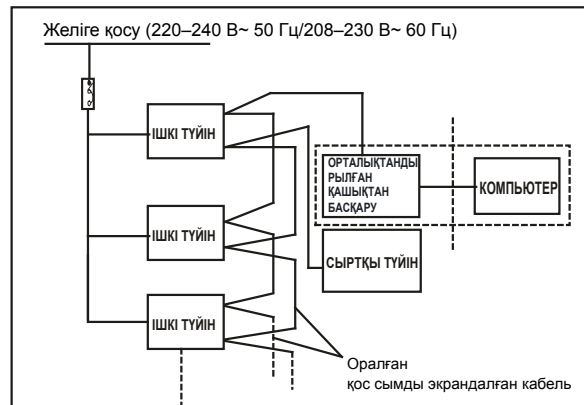 Желіге қосу (220–240 В~ 50 Гц/208–230 В~ 60 Гц)
ІШКІ ТҮЙІН
ОРТАЛЫҚТАНДЫ
РЫЛҒАН
ҚАШЫҚТАН
БАСҚАРУ
КОМПЬЮТЕР
ІШКІ ТҮЙІН
СЫРТҚЫ ТҮЙІН
ІШКІ ТҮЙІН
Оралған
қос сымды экрандалған кабель